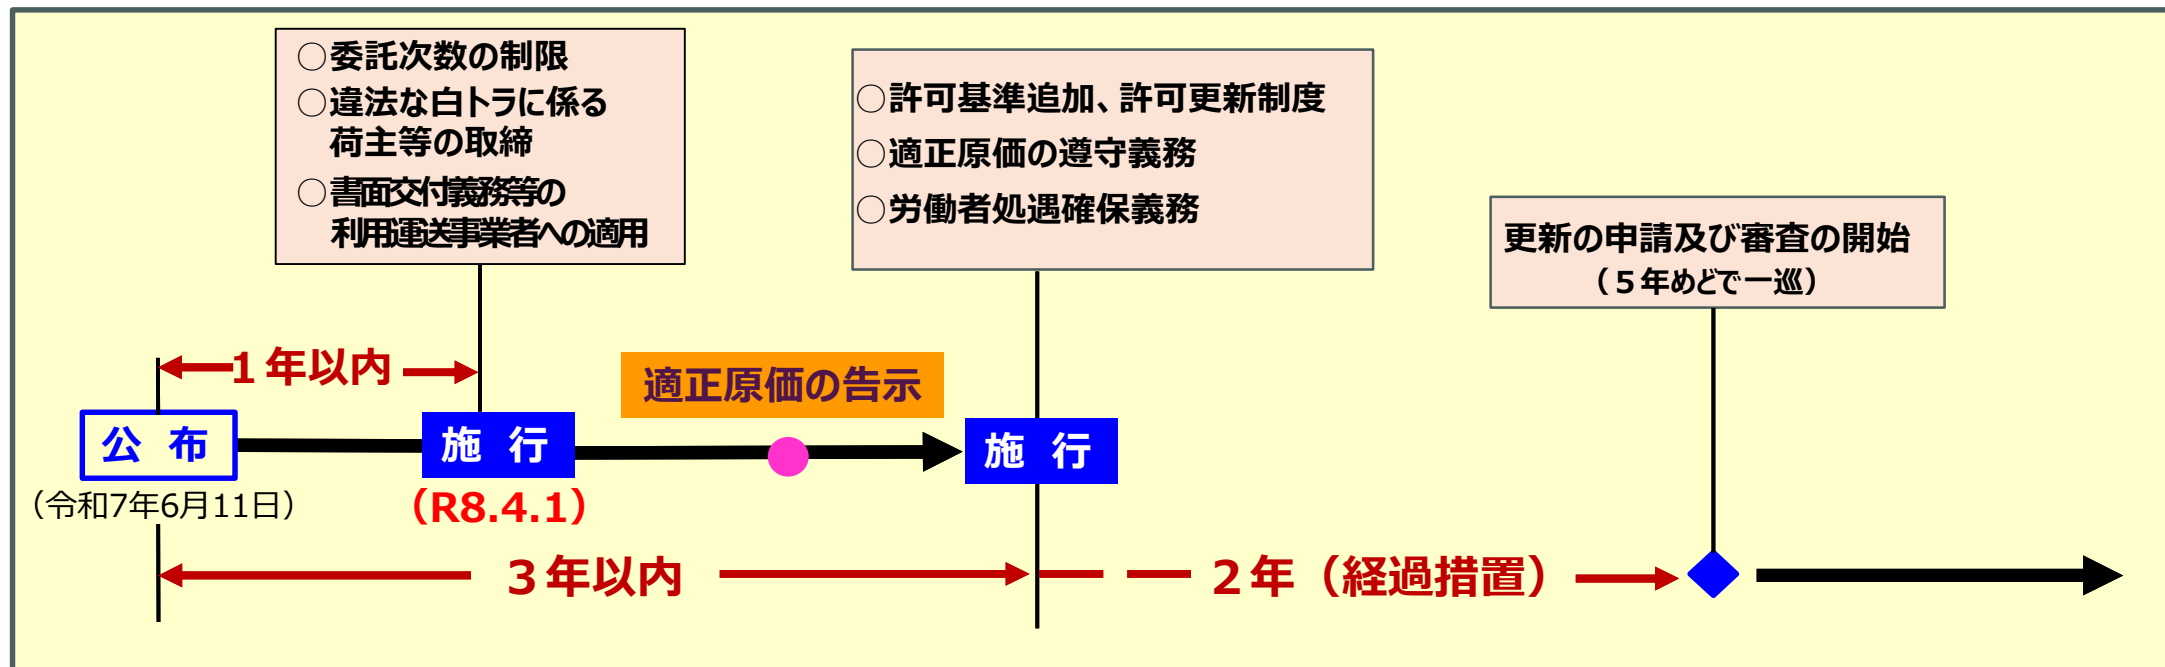 ○委託次数の制限
○違法な白トラに係る
荷主等の取締
○書面交付義務等の
利用運送事業者への適用
○許可基準追加、許可更新制度
○適正原価の遵守義務
○労働者処遇確保義務
更新の申請及び審査の開始
（５年めどで一巡）
１年以内
適正原価の告示
公 布
施 行
施 行
（令和7年6月11日）
（R8.4.1）
３年以内
２年（経過措置）